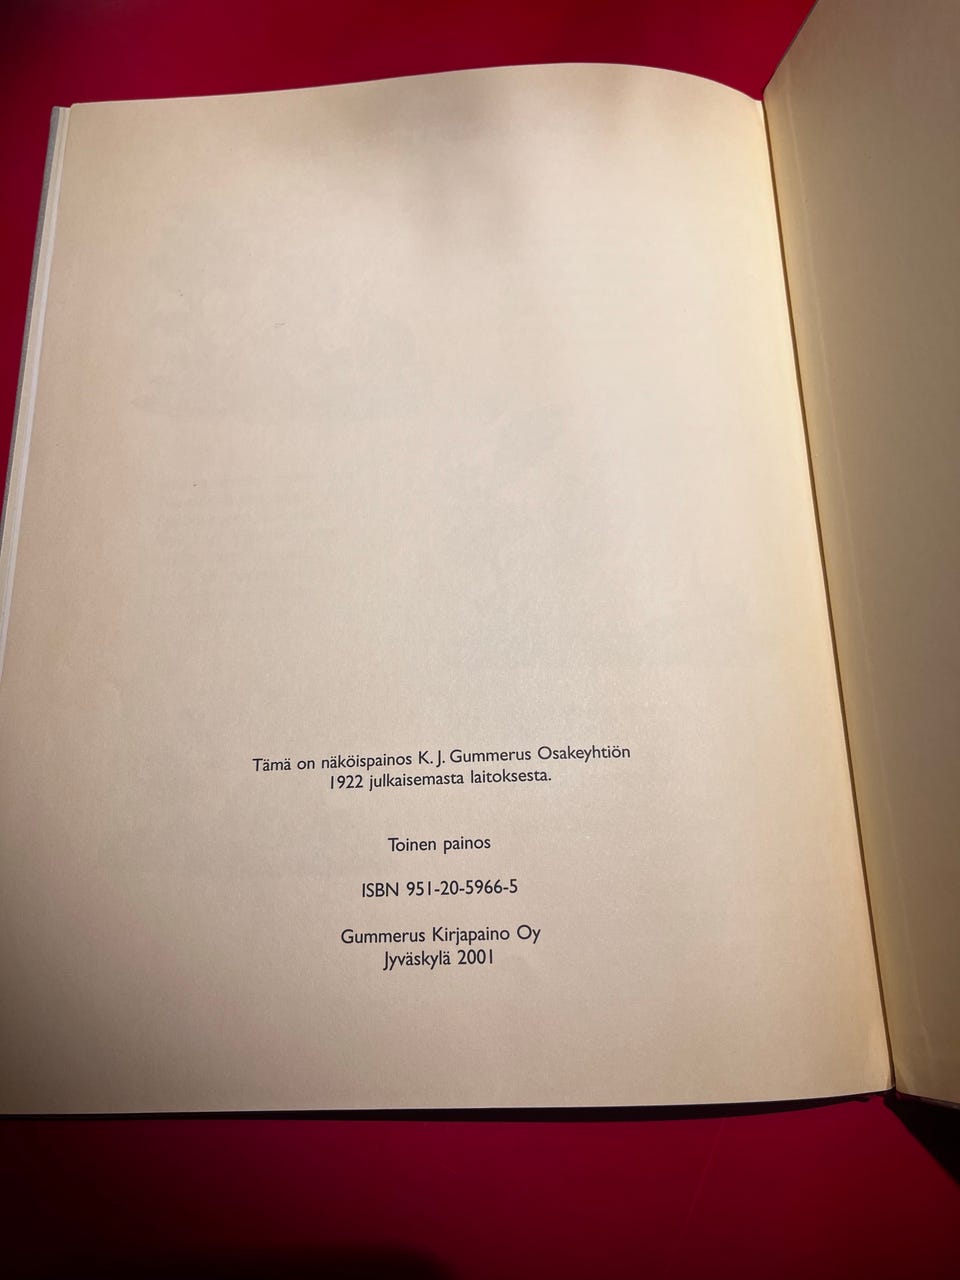 Tämä on näköispainos K. J. Gummerus Osakeyhtiön
1922 julkaisemasta laitoksesta.
Toinen painos
ISBN 951-20-5966-5
Gummerus Kirjapaino Oy
Jyväskylä 2001